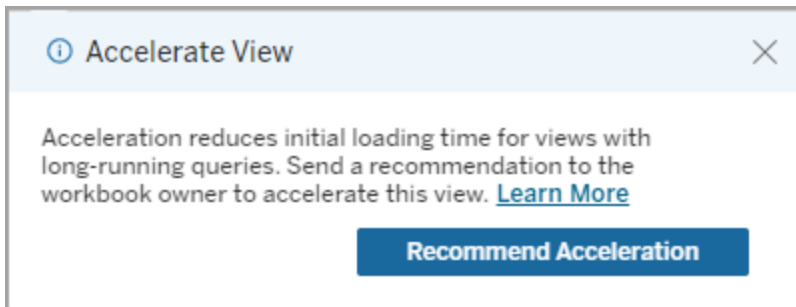 Accelerate View
Acceleration reduces initial loading time for views with
long-running queries. Send a recommendation to the
workbook owner to accelerate this view. Learn More
Recommend Acceleration